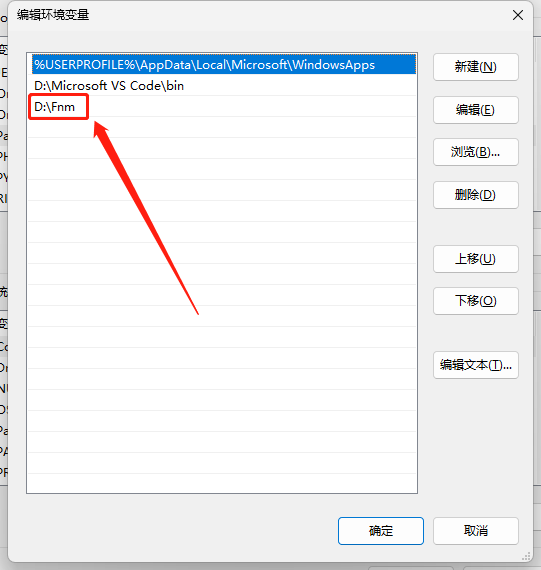 编辑环境变量
%USERPROFILE%\AppData\Local\Microsoft\WindowsApps
D:\Microsoft VS Code\bin
D:\Fnm
新建(N)
编辑(E)
浏览(B)...
删除(D)
上移(U)
下移(O)
编辑文本(T)...
确定
取消